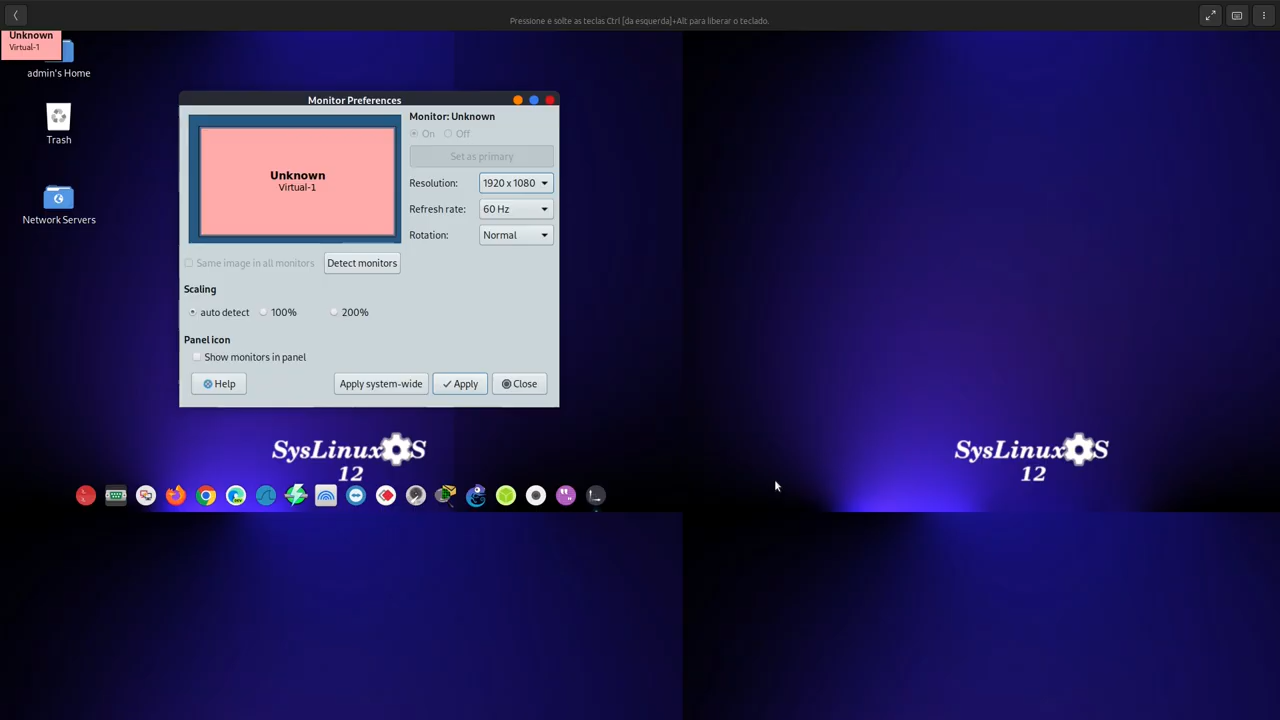 Pressione e solte as teclas Ctrl [da esquerda]+Alt para liberar o teclado.
Unknown
Virtual-1
admin's Home
Trash
Network Servers
Monitor Preferences
Unknown
Virtual-1
Monitor: Unknown
On Off
Set as primary
Resolution: 1920 x 1080
Refresh rate: 60 Hz
Rotation: Normal
Same image in all monitors Detect monitors
Scaling
auto detect 100% 200%
Panel icon
Show monitors in panel
Help Apply system-wide Apply Close
SysLinuxOS
12
SysLinuxOS
12